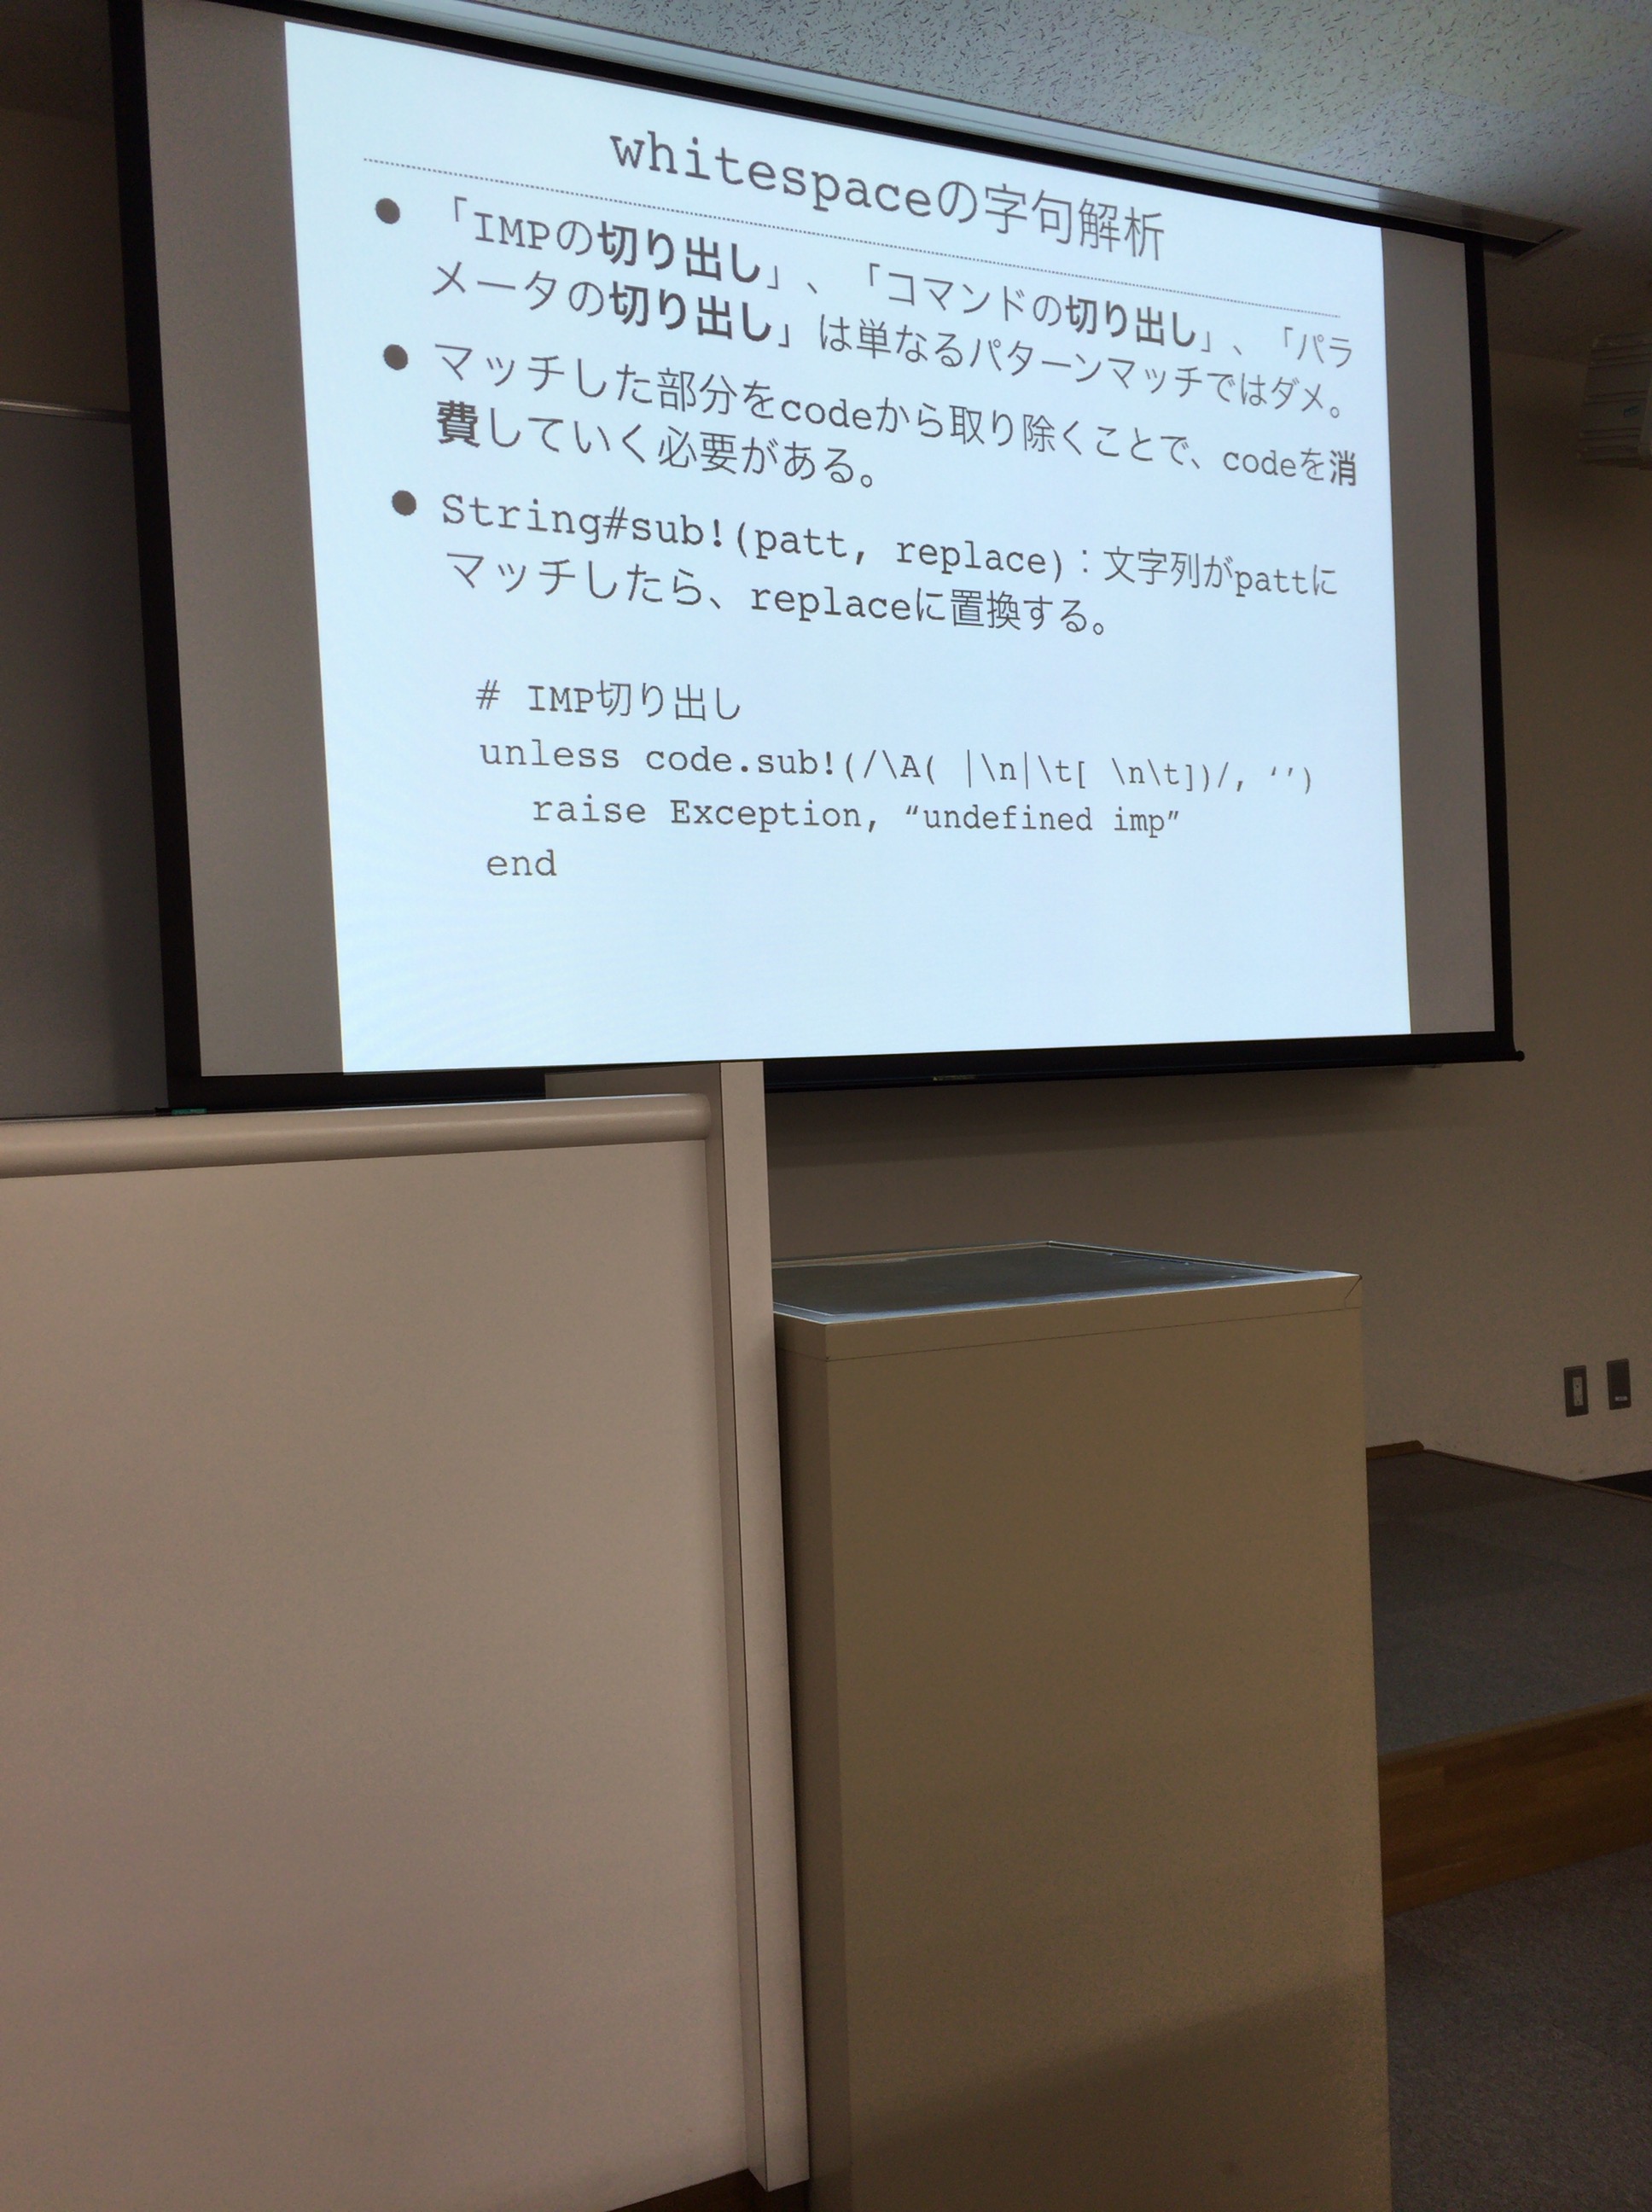 whitespaceの字句解析
● 「IMPの切り出し」、「コマンドの切り出し」、「パラ
メータの切り出し」は単なるパターンマッチではダメ。
● マッチした部分をcodeから取り除くことで、codeを消
費していく必要がある。
● String#sub!(patt, replace)：文字列がpattに
マッチしたら、replaceに置換する。
# IMP切り出し
unless code.sub!(/\A( |\n|\t[ \n\t])/, ‘’)
raise Exception, “undefined imp”
end